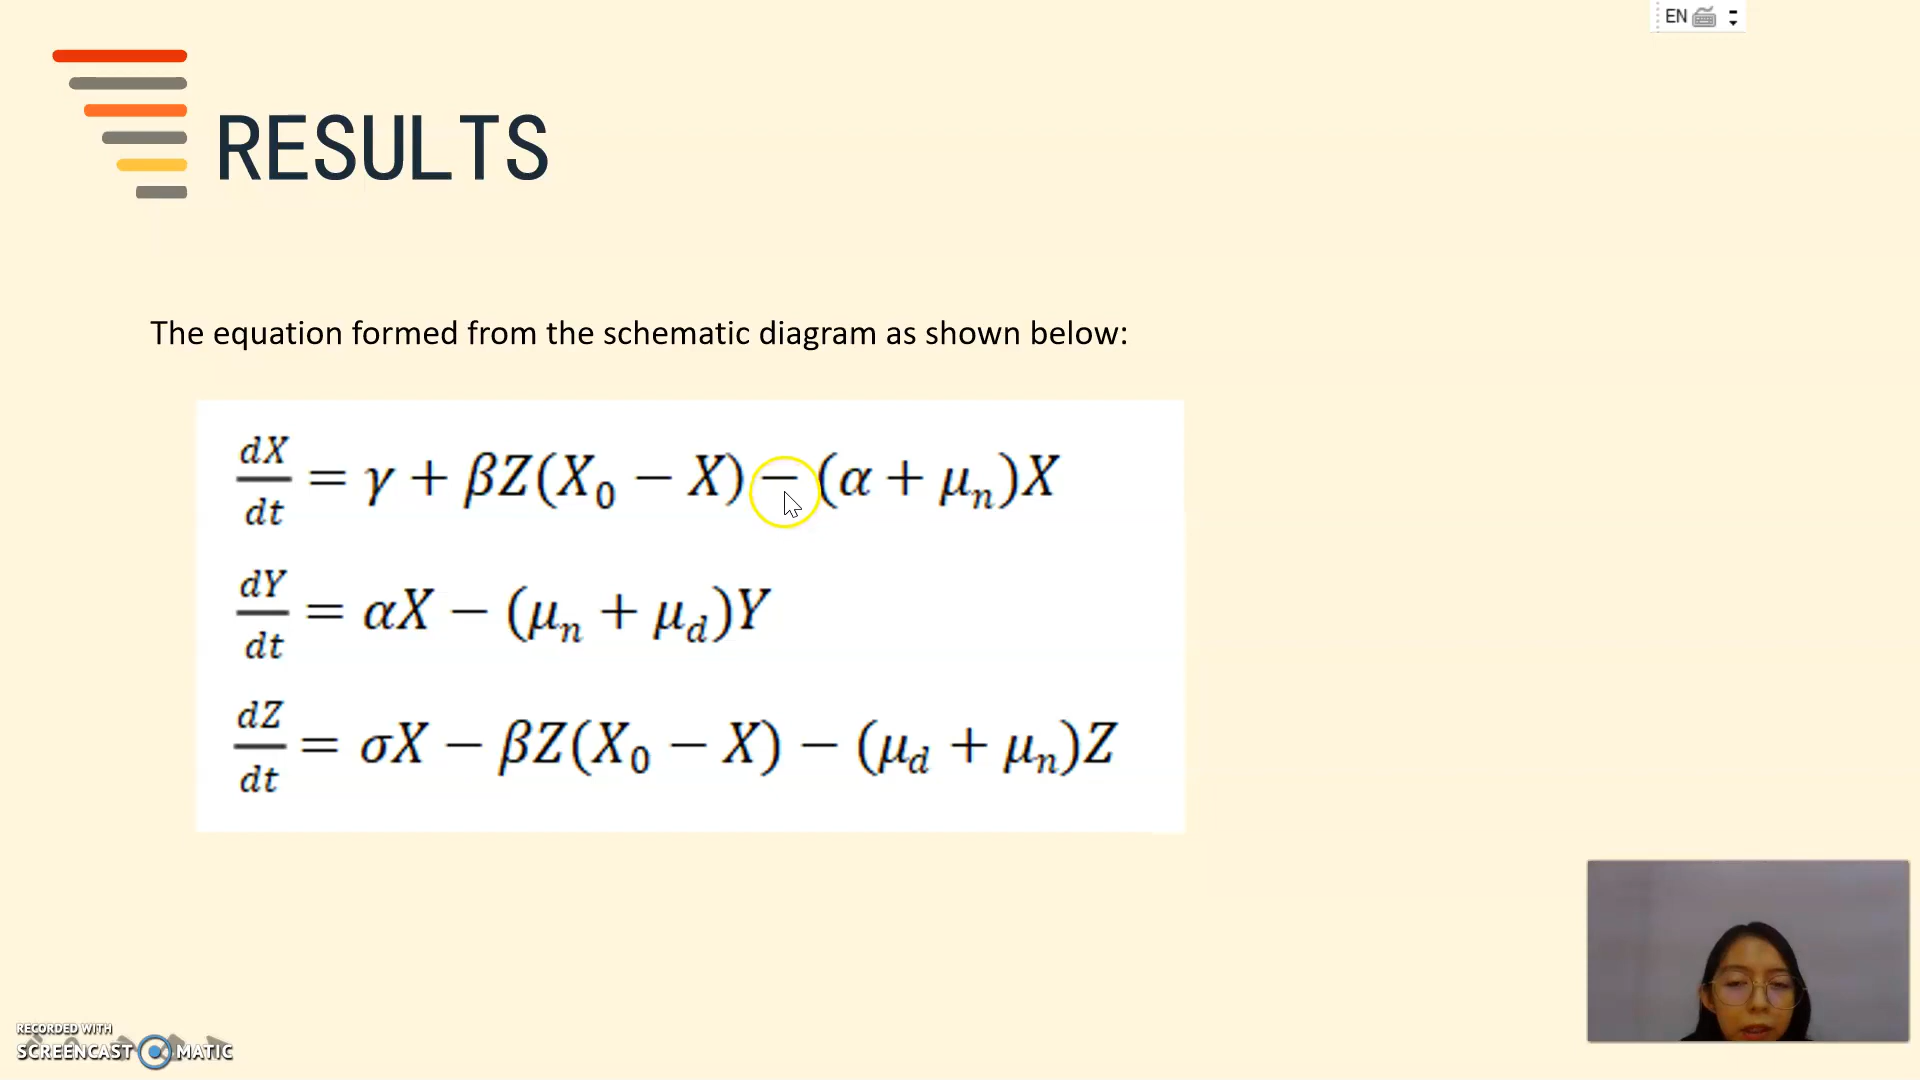 EN
RESULTS
The equation formed from the schematic diagram as shown below:
dX/dt = γ + βZ(X₀ − X) − (α + μₙ)X
dY/dt = αX − (μₙ + μ_d)Y
dZ/dt = σX − βZ(X₀ − X) − (μ_d + μₙ)Z
RECORDED WITH
SCREENCAST MATIC